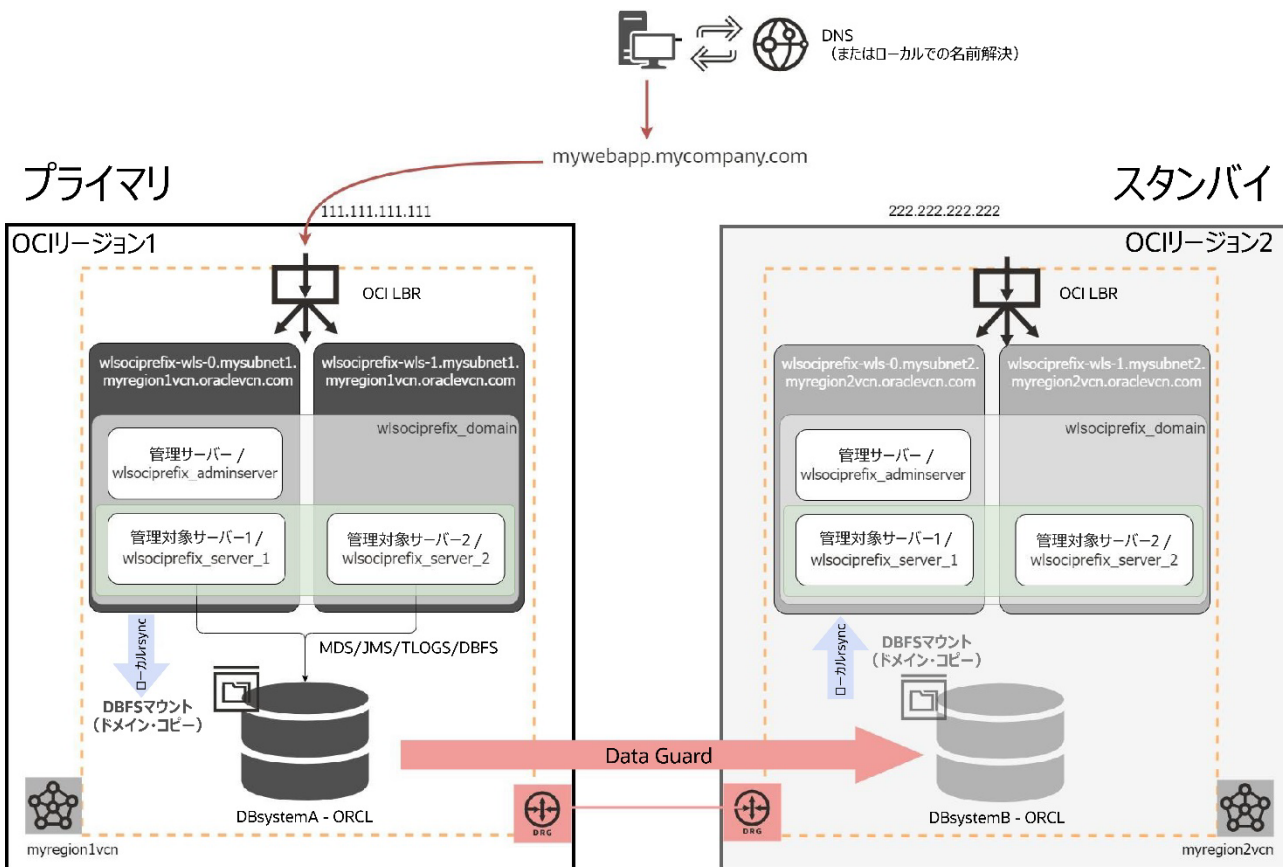 DNS
（またはローカルでの名前解決）
mywebapp.mycompany.com
プライマリ
スタンバイ
111.111.111.111
222.222.222.222
OCIリージョン1
OCI LBR
wlsociprefix-wls-0.mysubnet1.
myregion1vcn.oraclevcn.com
wlsociprefix-wls-1.mysubnet1.
myregion1vcn.oraclevcn.com
wlsociprefix_domain
管理サーバー /
wlsociprefix_adminserver
管理対象サーバー1 /
wlsociprefix_server_1
管理対象サーバー2 /
wlsociprefix_server_2
ローカルrsync
MDS/JMS/TLOGS/DBFS
DBFSマウント
（ドメイン・コピー）
DBsystemA - ORCL
myregion1vcn
DRG
Data Guard
OCIリージョン2
OCI LBR
wlsociprefix-wls-0.mysubnet2.
myregion2vcn.oraclevcn.com
wlsociprefix-wls-1.mysubnet2.
myregion2vcn.oraclevcn.com
wlsociprefix_domain
管理サーバー /
wlsociprefix_adminserver
管理対象サーバー1 /
wlsociprefix_server_1
管理対象サーバー2 /
wlsociprefix_server_2
ローカルrsync
DBFSマウント
（ドメイン・コピー）
DRG
DBsystemB - ORCL
myregion2vcn